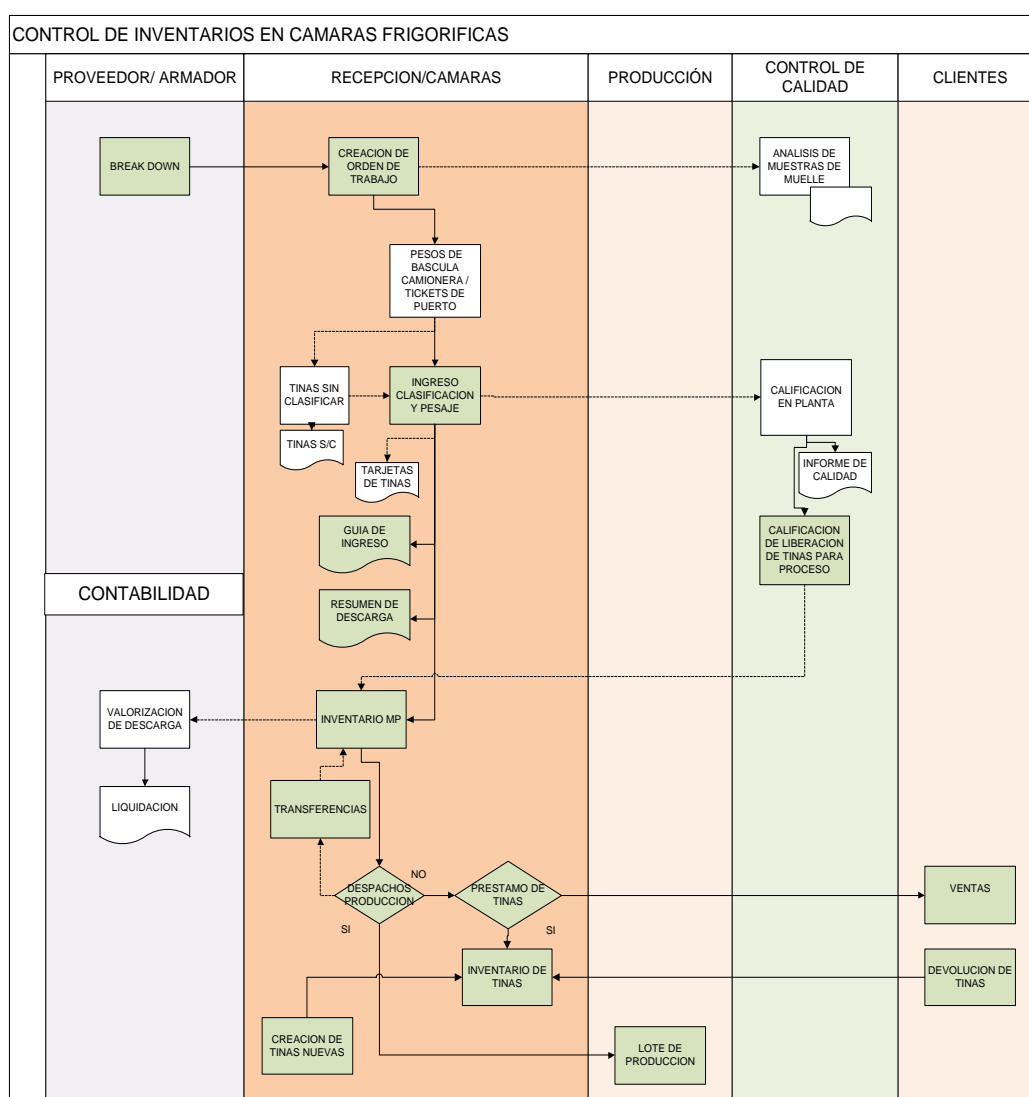 CONTROL DE INVENTARIOS EN CAMARAS FRIGORIFICAS
PROVEEDOR/ ARMADOR
RECEPCION/CAMARAS
PRODUCCIÓN
CONTROL DE
CALIDAD
CLIENTES
BREAK DOWN
CREACION DE
ORDEN DE
TRABAJO
ANALISIS DE
MUESTRAS DE
MUELLE
PESOS DE
BASCULA
CAMIONERA /
TICKETS DE
PUERTO
TINAS SIN
CLASIFICAR
INGRESO
CLASIFICACION
Y PESAJE
CALIFICACION
EN PLANTA
TINAS S/C
TARJETAS
DE TINAS
INFORME DE
CALIDAD
GUIA DE
INGRESO
CALIFICACION
DE LIBERACION
DE TINAS PARA
PROCESO
CONTABILIDAD
RESUMEN DE
DESCARGA
VALORIZACION
DE DESCARGA
INVENTARIO MP
LIQUIDACION
TRANSFERENCIAS
DESPACHOS
PRODUCCION
NO
SI
PRESTAMO DE
TINAS
SI
VENTAS
INVENTARIO DE
TINAS
DEVOLUCION DE
TINAS
CREACION DE
TINAS NUEVAS
LOTE DE
PRODUCCION